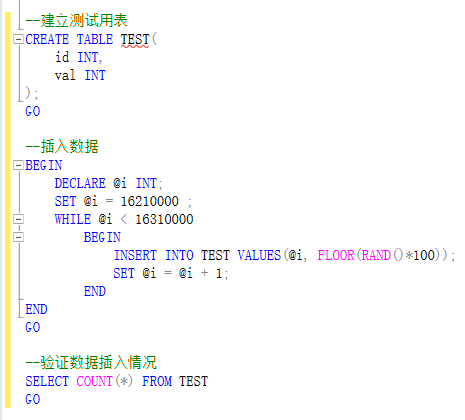 --建立测试用表
CREATE TABLE TEST(
id INT,
val INT
);
GO
--插入数据
BEGIN
DECLARE @i INT;
SET @i = 16210000 ;
WHILE @i < 16310000
BEGIN
INSERT INTO TEST VALUES(@i, FLOOR(RAND()*100));
SET @i = @i + 1;
END
END
GO
--验证数据插入情况
SELECT COUNT(*) FROM TEST
GO